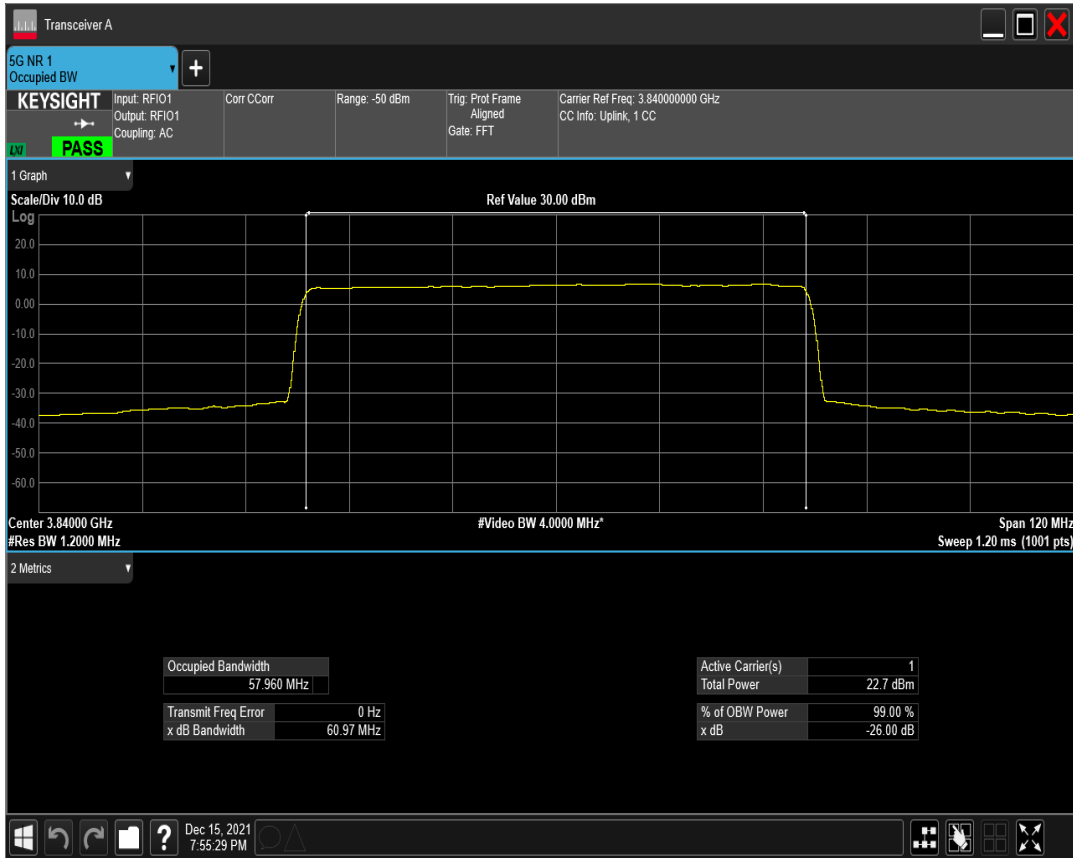 Transceiver A
5G NR 1
Occupied BW
KEYSIGHT
LXI
PASS
Input: RFIO1
Output: RFIO1
Coupling: AC
Corr CCorr
Range: -50 dBm
Trig: Prot Frame
Aligned
Gate: FFT
Carrier Ref Freq: 3.840000000 GHz
CC Info: Uplink, 1 CC
1 Graph
Scale/Div 10.0 dB
Ref Value 30.00 dBm
Log
20.0
10.0
0.00
-10.0
-20.0
-30.0
-40.0
-50.0
-60.0
Center 3.84000 GHz
#Video BW 4.0000 MHz*
Span 120 MHz
#Res BW 1.2000 MHz
Sweep 1.20 ms (1001 pts)
2 Metrics
Occupied Bandwidth
57.960 MHz
Transmit Freq Error 0 Hz
x dB Bandwidth 60.97 MHz
Active Carrier(s) 1
Total Power 22.7 dBm
% of OBW Power 99.00 %
x dB -26.00 dB
?
Dec 15, 2021
7:55:29 PM